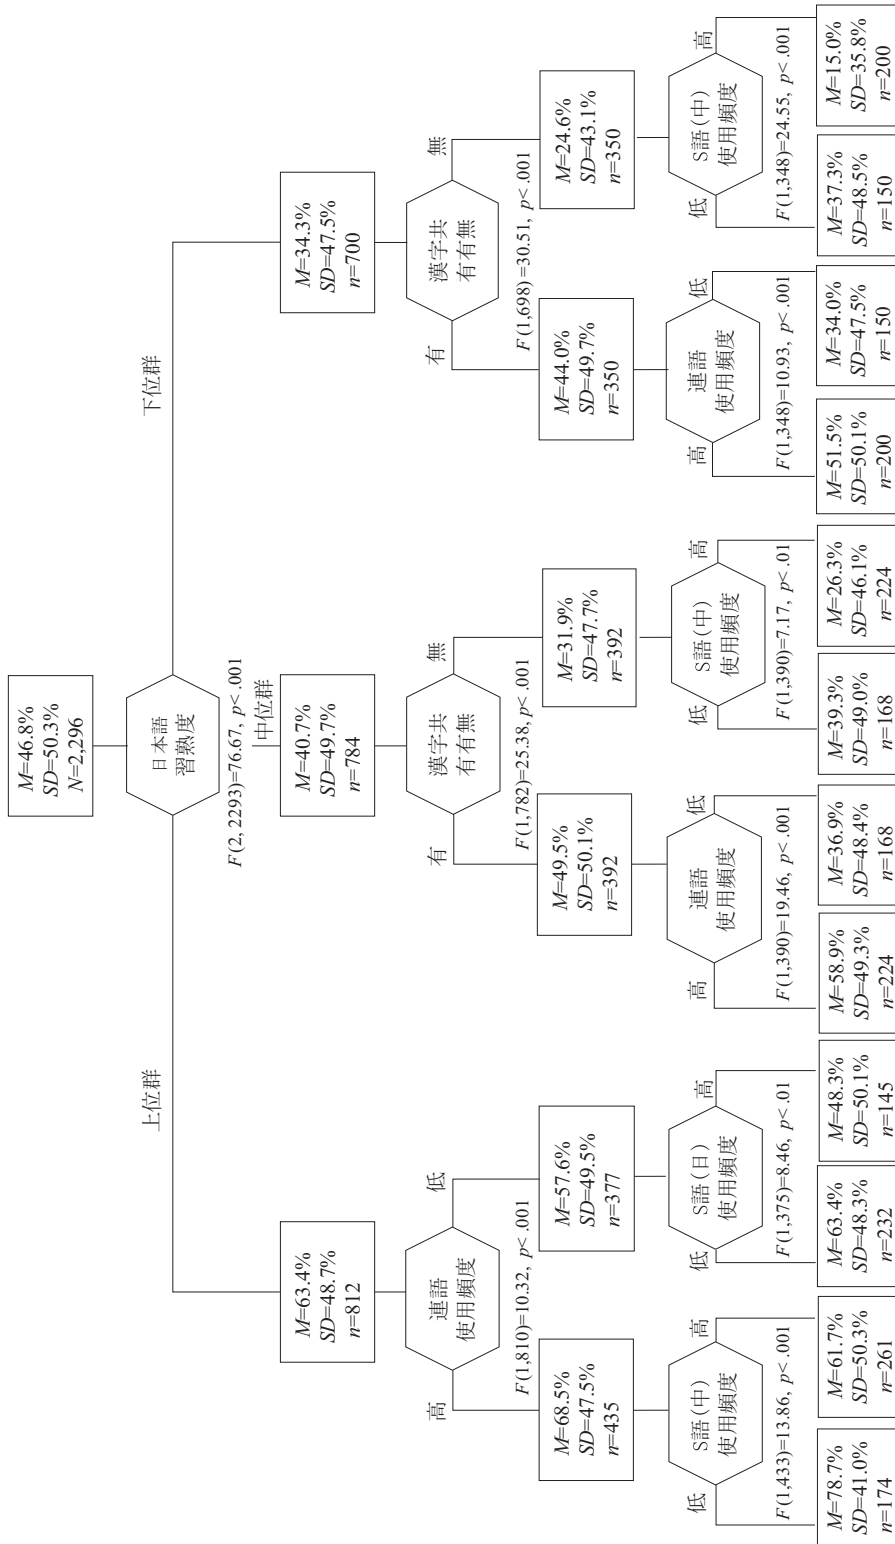 M=46.8%
SD=50.3%
N=2,296
日本語
習熟度
F(2, 2293)=76.67, p<.001
上位群
中位群
下位群
M=63.4%
SD=48.7%
n=812
連語
使用頻度
F(1,810)=10.32, p<.001
高
低
M=68.5%
SD=47.5%
n=435
S語(中)
使用頻度
F(1,433)=13.86, p<.001
低
高
M=78.7%
SD=41.0%
n=174
M=61.7%
SD=50.3%
n=261
M=57.6%
SD=49.5%
n=377
S語(日)
使用頻度
F(1,375)=8.46, p<.01
低
高
M=63.4%
SD=48.3%
n=232
M=48.3%
SD=50.1%
n=145
M=40.7%
SD=49.7%
n=784
漢字共
有有無
F(1,782)=25.38, p<.001
有
無
M=49.5%
SD=50.1%
n=392
連語
使用頻度
F(1,390)=19.46, p<.001
高
低
M=58.9%
SD=49.3%
n=224
M=36.9%
SD=48.4%
n=168
M=31.9%
SD=47.7%
n=392
S語(中)
使用頻度
F(1,390)=7.17, p<.01
低
高
M=39.3%
SD=49.0%
n=168
M=26.3%
SD=46.1%
n=224
M=34.3%
SD=47.5%
n=700
漢字共
有有無
F(1,698)=30.51, p<.001
有
無
M=44.0%
SD=49.7%
n=350
連語
使用頻度
F(1,348)=10.93, p<.001
高
低
M=51.5%
SD=50.1%
n=200
M=34.0%
SD=47.5%
n=150
M=24.6%
SD=43.1%
n=350
S語(中)
使用頻度
F(1,348)=24.55, p<.001
低
高
M=37.3%
SD=48.5%
n=150
M=15.0%
SD=35.8%
n=200